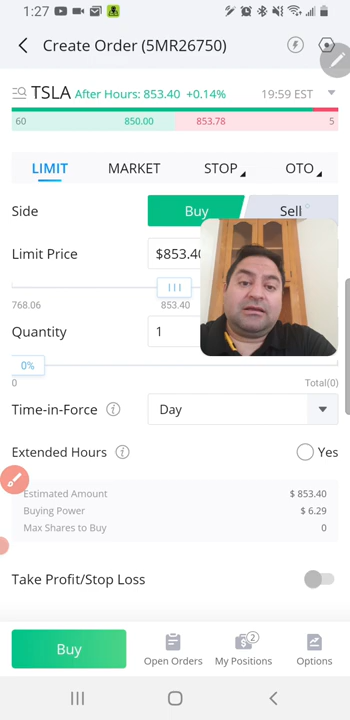 1:27
Create Order (5MR26750)
TSLA After Hours: 853.40 +0.14% 19:59 EST
60 850.00 853.78 5
LIMIT MARKET STOP OTO
Side Buy Sell
Limit Price $853.40
768.06 853.40
Quantity 1
0%
0 Total(0)
Time-in-Force Day
Extended Hours Yes
Estimated Amount $ 853.40
Buying Power $ 6.29
Max Shares to Buy 0
Take Profit/Stop Loss
Buy Open Orders My Positions 2 Options